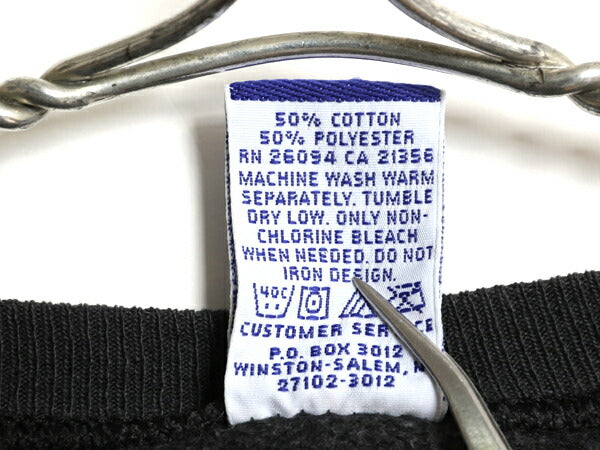 50% COTTON
50% POLYESTER
RN 26094 CA 21356
MACHINE WASH WARM
SEPARATELY. TUMBLE
DRY LOW. ONLY NON-
CHLORINE BLEACH
WHEN NEEDED. DO NOT
IRON DESIGN.
40C
CUSTOMER
P.O. BOX 3012
WINSTON-SALEM,
27102-3012